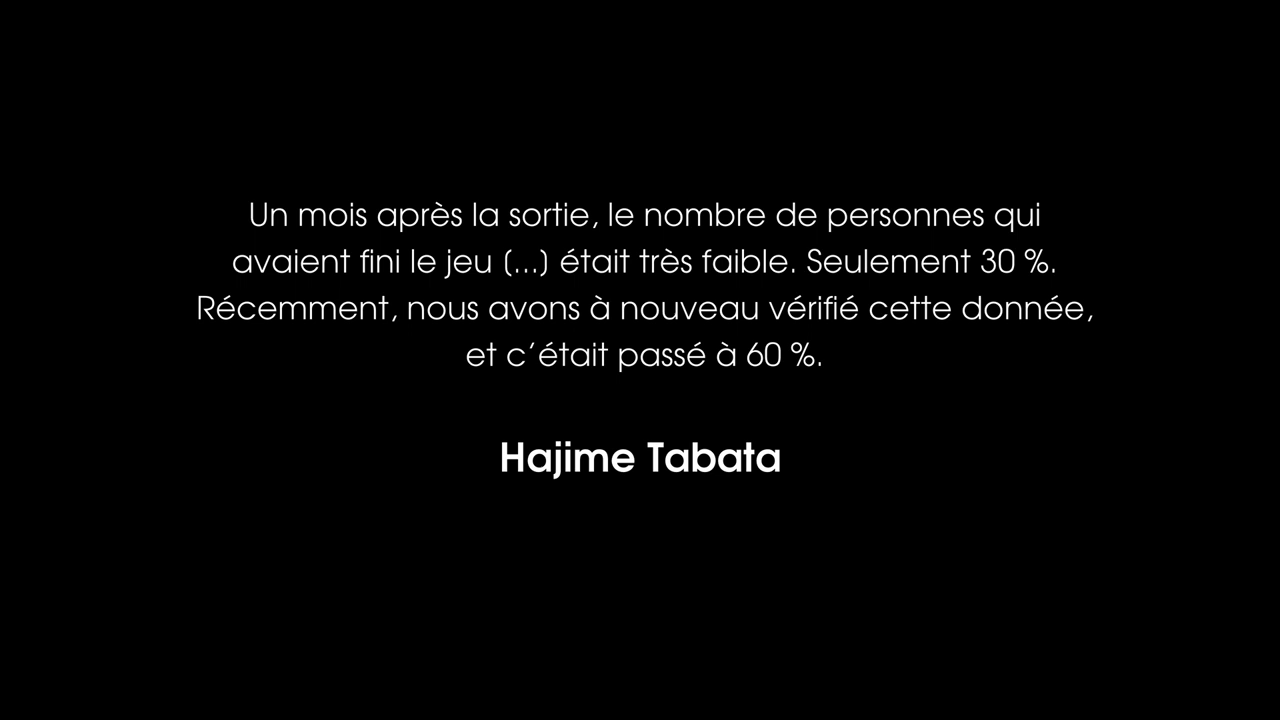 Un mois après la sortie, le nombre de personnes qui
avaient fini le jeu (...) était très faible. Seulement 30 %.
Récemment, nous avons à nouveau vérifié cette donnée,
et c’était passé à 60 %.
Hajime Tabata